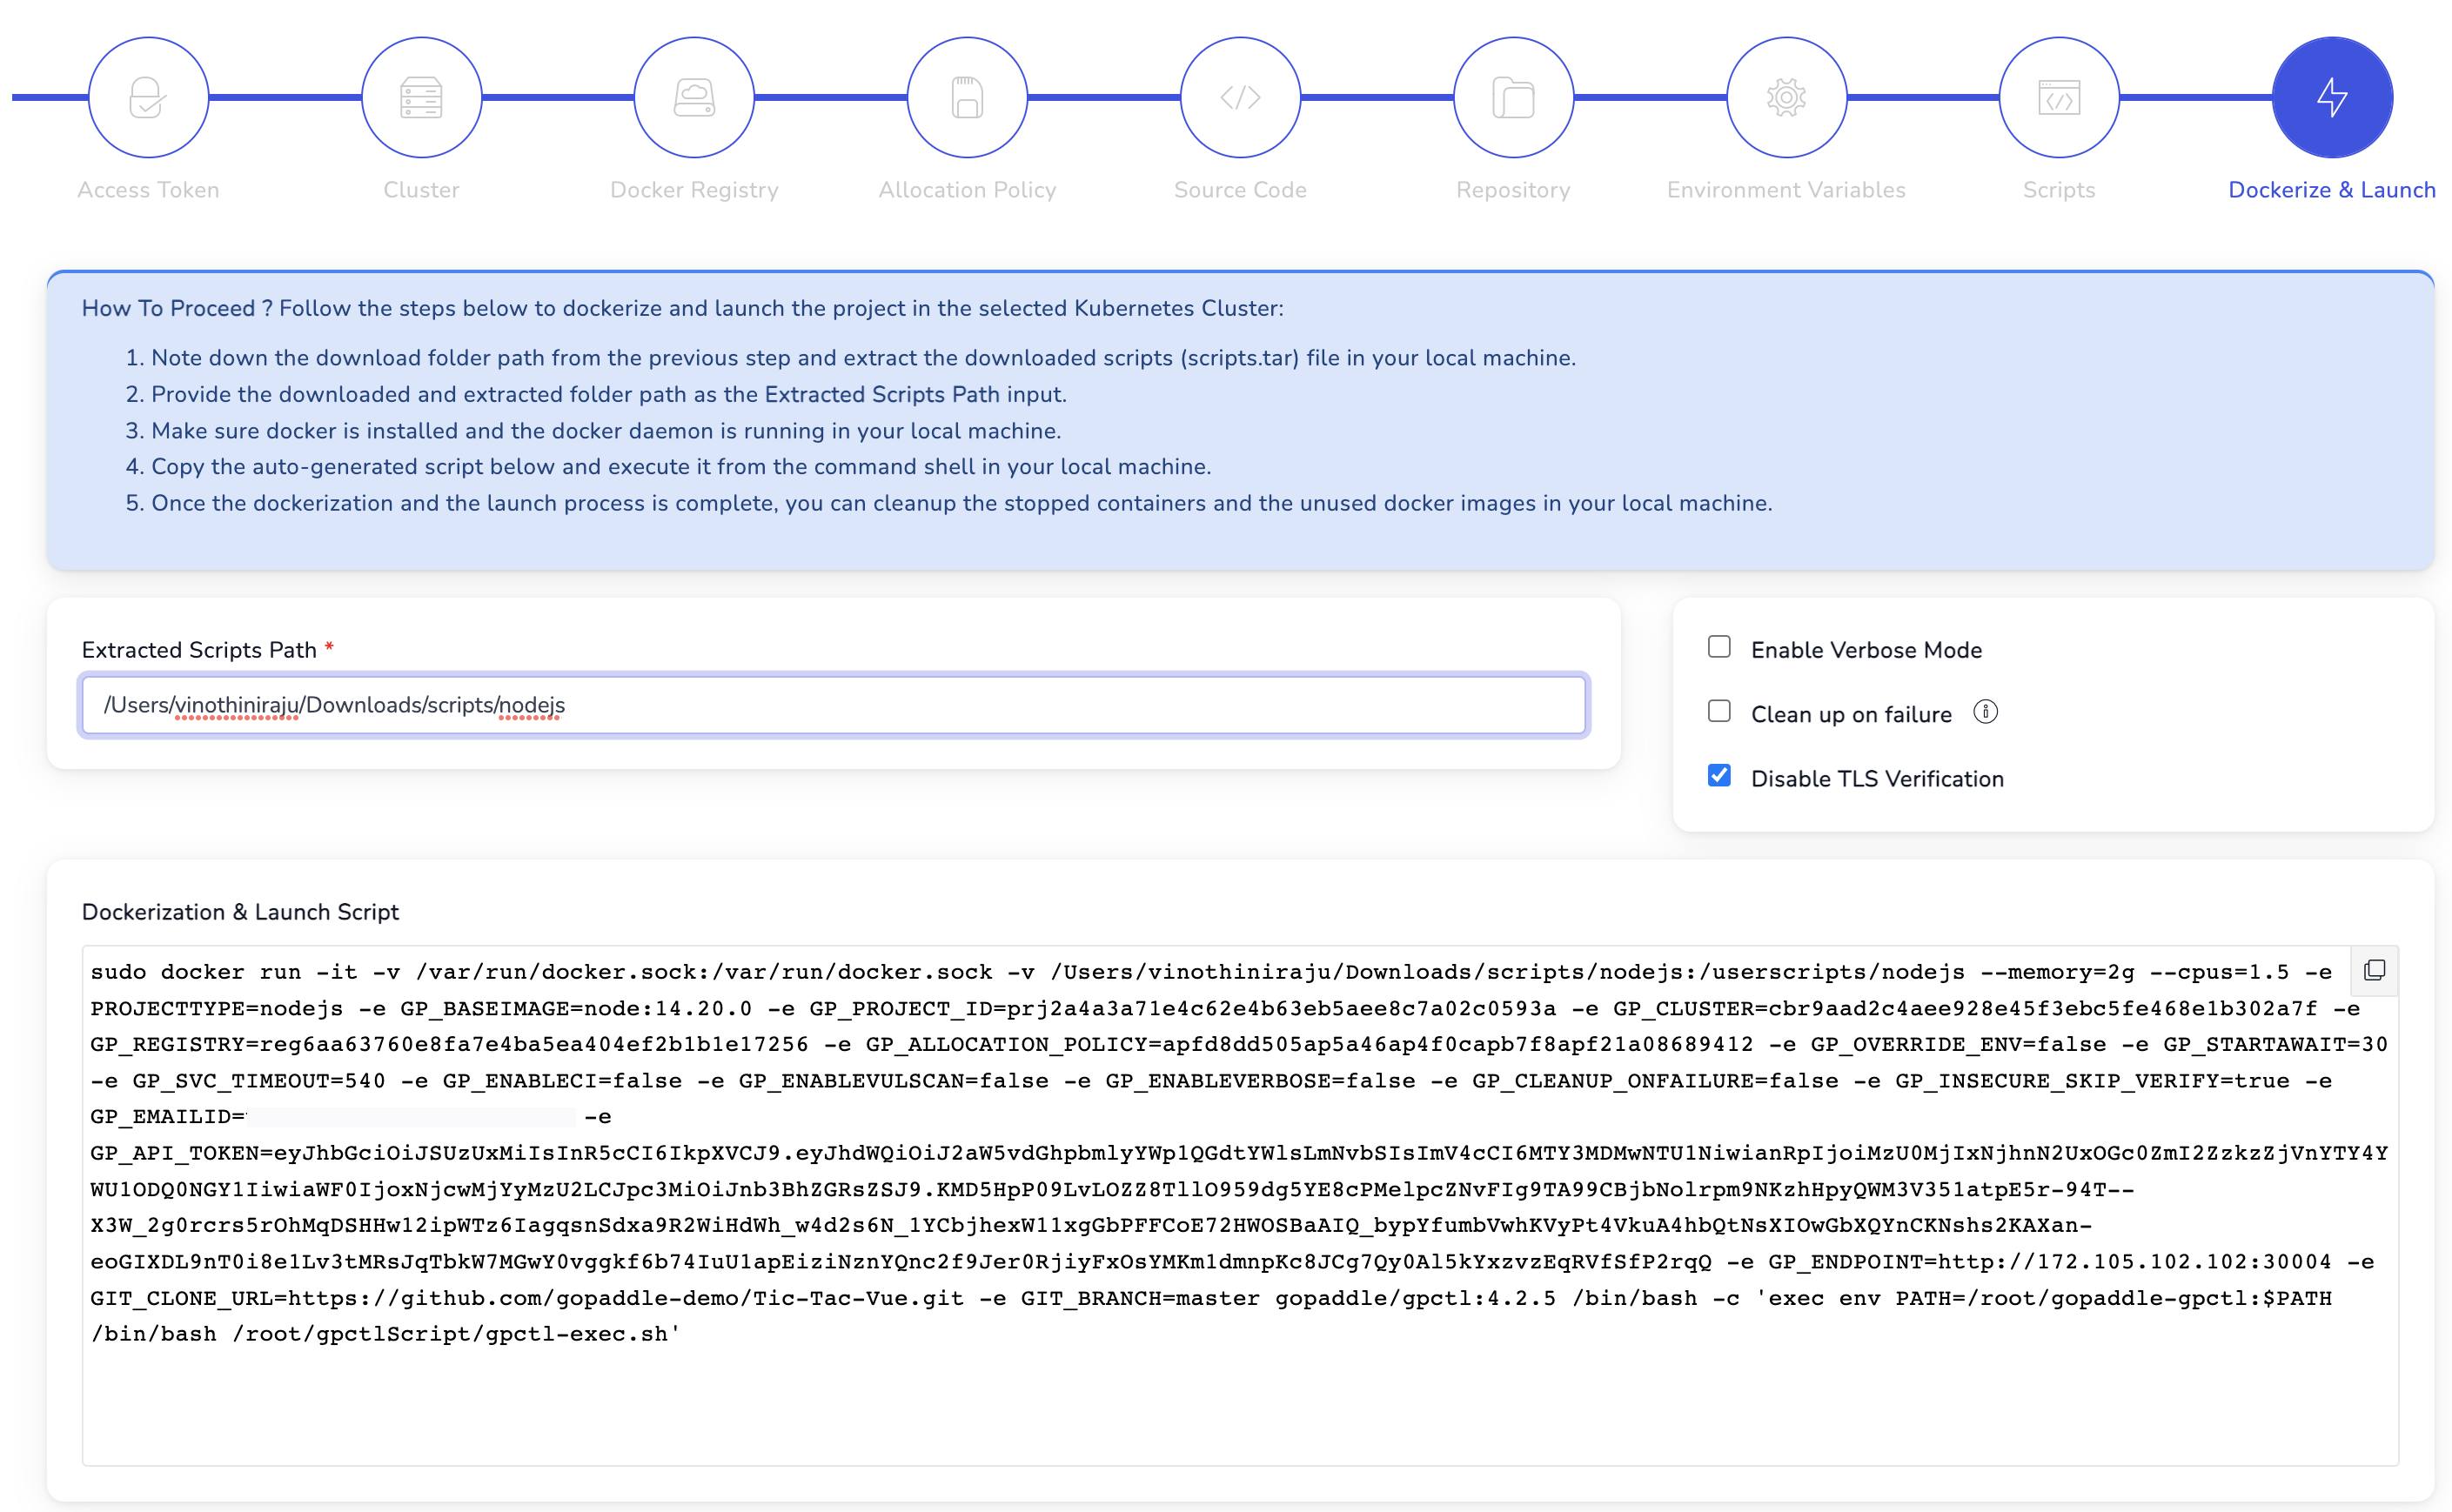 Access Token
Cluster
Docker Registry
Allocation Policy
Source Code
Repository
Environment Variables
Scripts
Dockerize & Launch
How To Proceed ? Follow the steps below to dockerize and launch the project in the selected Kubernetes Cluster:
1. Note down the download folder path from the previous step and extract the downloaded scripts (scripts.tar) file in your local machine.
2. Provide the downloaded and extracted folder path as the Extracted Scripts Path input.
3. Make sure docker is installed and the docker daemon is running in your local machine.
4. Copy the auto-generated script below and execute it from the command shell in your local machine.
5. Once the dockerization and the launch process is complete, you can cleanup the stopped containers and the unused docker images in your local machine.
Extracted Scripts Path *
/Users/vinothiniraju/Downloads/scripts/nodejs
Enable Verbose Mode
Clean up on failure
Disable TLS Verification
Dockerization & Launch Script
sudo docker run -it -v /var/run/docker.sock:/var/run/docker.sock -v /Users/vinothiniraju/Downloads/scripts/nodejs:/userscripts/nodejs --memory=2g --cpus=1.5 -e
PROJECTTYPE=nodejs -e GP_BASEIMAGE=node:14.20.0 -e GP_PROJECT_ID=prj2a4a3a71e4c62e4b63eb5aee8c7a02c0593a -e GP_CLUSTER=cbr9aad2c4aee928e45f3ebc5fe468e1b302a7f -e
GP_REGISTRY=reg6aa63760e8fa7e4ba5ea404ef2b1b1e17256 -e GP_ALLOCATION_POLICY=apfd8dd505ap5a46ap4f0capb7f8apf21a08689412 -e GP_OVERRIDE_ENV=false -e GP_STARTAWAIT=30
-e GP_SVC_TIMEOUT=540 -e GP_ENABLECI=false -e GP_ENABLEVULSCAN=false -e GP_ENABLEVERBOSE=false -e GP_CLEANUP_ONFAILURE=false -e GP_INSECURE_SKIP_VERIFY=true -e
GP_EMAILID= -e
GP_API_TOKEN=eyJhbGciOiJSUzUxMiIsInR5cCI6IkpXVCJ9.eyJhdWQiOiJ2aW5vdGhpbmlyYWp1QGdtYWlsLmNvbSIsImV4cCI6MTY3MDMwNTU1NiwianRpIjoiMzU0MjIxNjhnN2UxOGc0ZmI2ZzkzZjVnYTY4Y
WU1ODQ0NGY1IiwiaWF0IjoxNjcwMjYyMzU2LCJpc3MiOiJnb3BhZGRsZSJ9.KMD5HpP09LvLOZZ8TllO959dg5YE8cPMelpcZNvFIg9TA99CBjbNolrpm9NKzhHpyQWM3V351atpE5r-94T--
X3W_2g0rcrs5rOhMqDSHHw12ipWTz6IagqsnSdxa9R2WiHdWh_w4d2s6N_1YCbjhexW11xgGbPFFCoE72HWOSBaAIQ_bypYfumbVwhKVyPt4VkuA4hbQtNsXIOwGbXQYnCKNshs2KAXan-
eoGIXDL9nT0i8e1Lv3tMRsJqTbkW7MGwY0vggkf6b74IuU1apEiziNznYQnc2f9Jer0RjiyFxOsYMKm1dmnpKc8JCg7Qy0Al5kYxzvzEqRVfSfP2rqQ -e GP_ENDPOINT=http://172.105.102.102:30004 -e
GIT_CLONE_URL=https://github.com/gopaddle-demo/Tic-Tac-Vue.git -e GIT_BRANCH=master gopaddle/gpctl:4.2.5 /bin/bash -c 'exec env PATH=/root/gopaddle-gpctl:$PATH
/bin/bash /root/gpctlScript/gpctl-exec.sh'